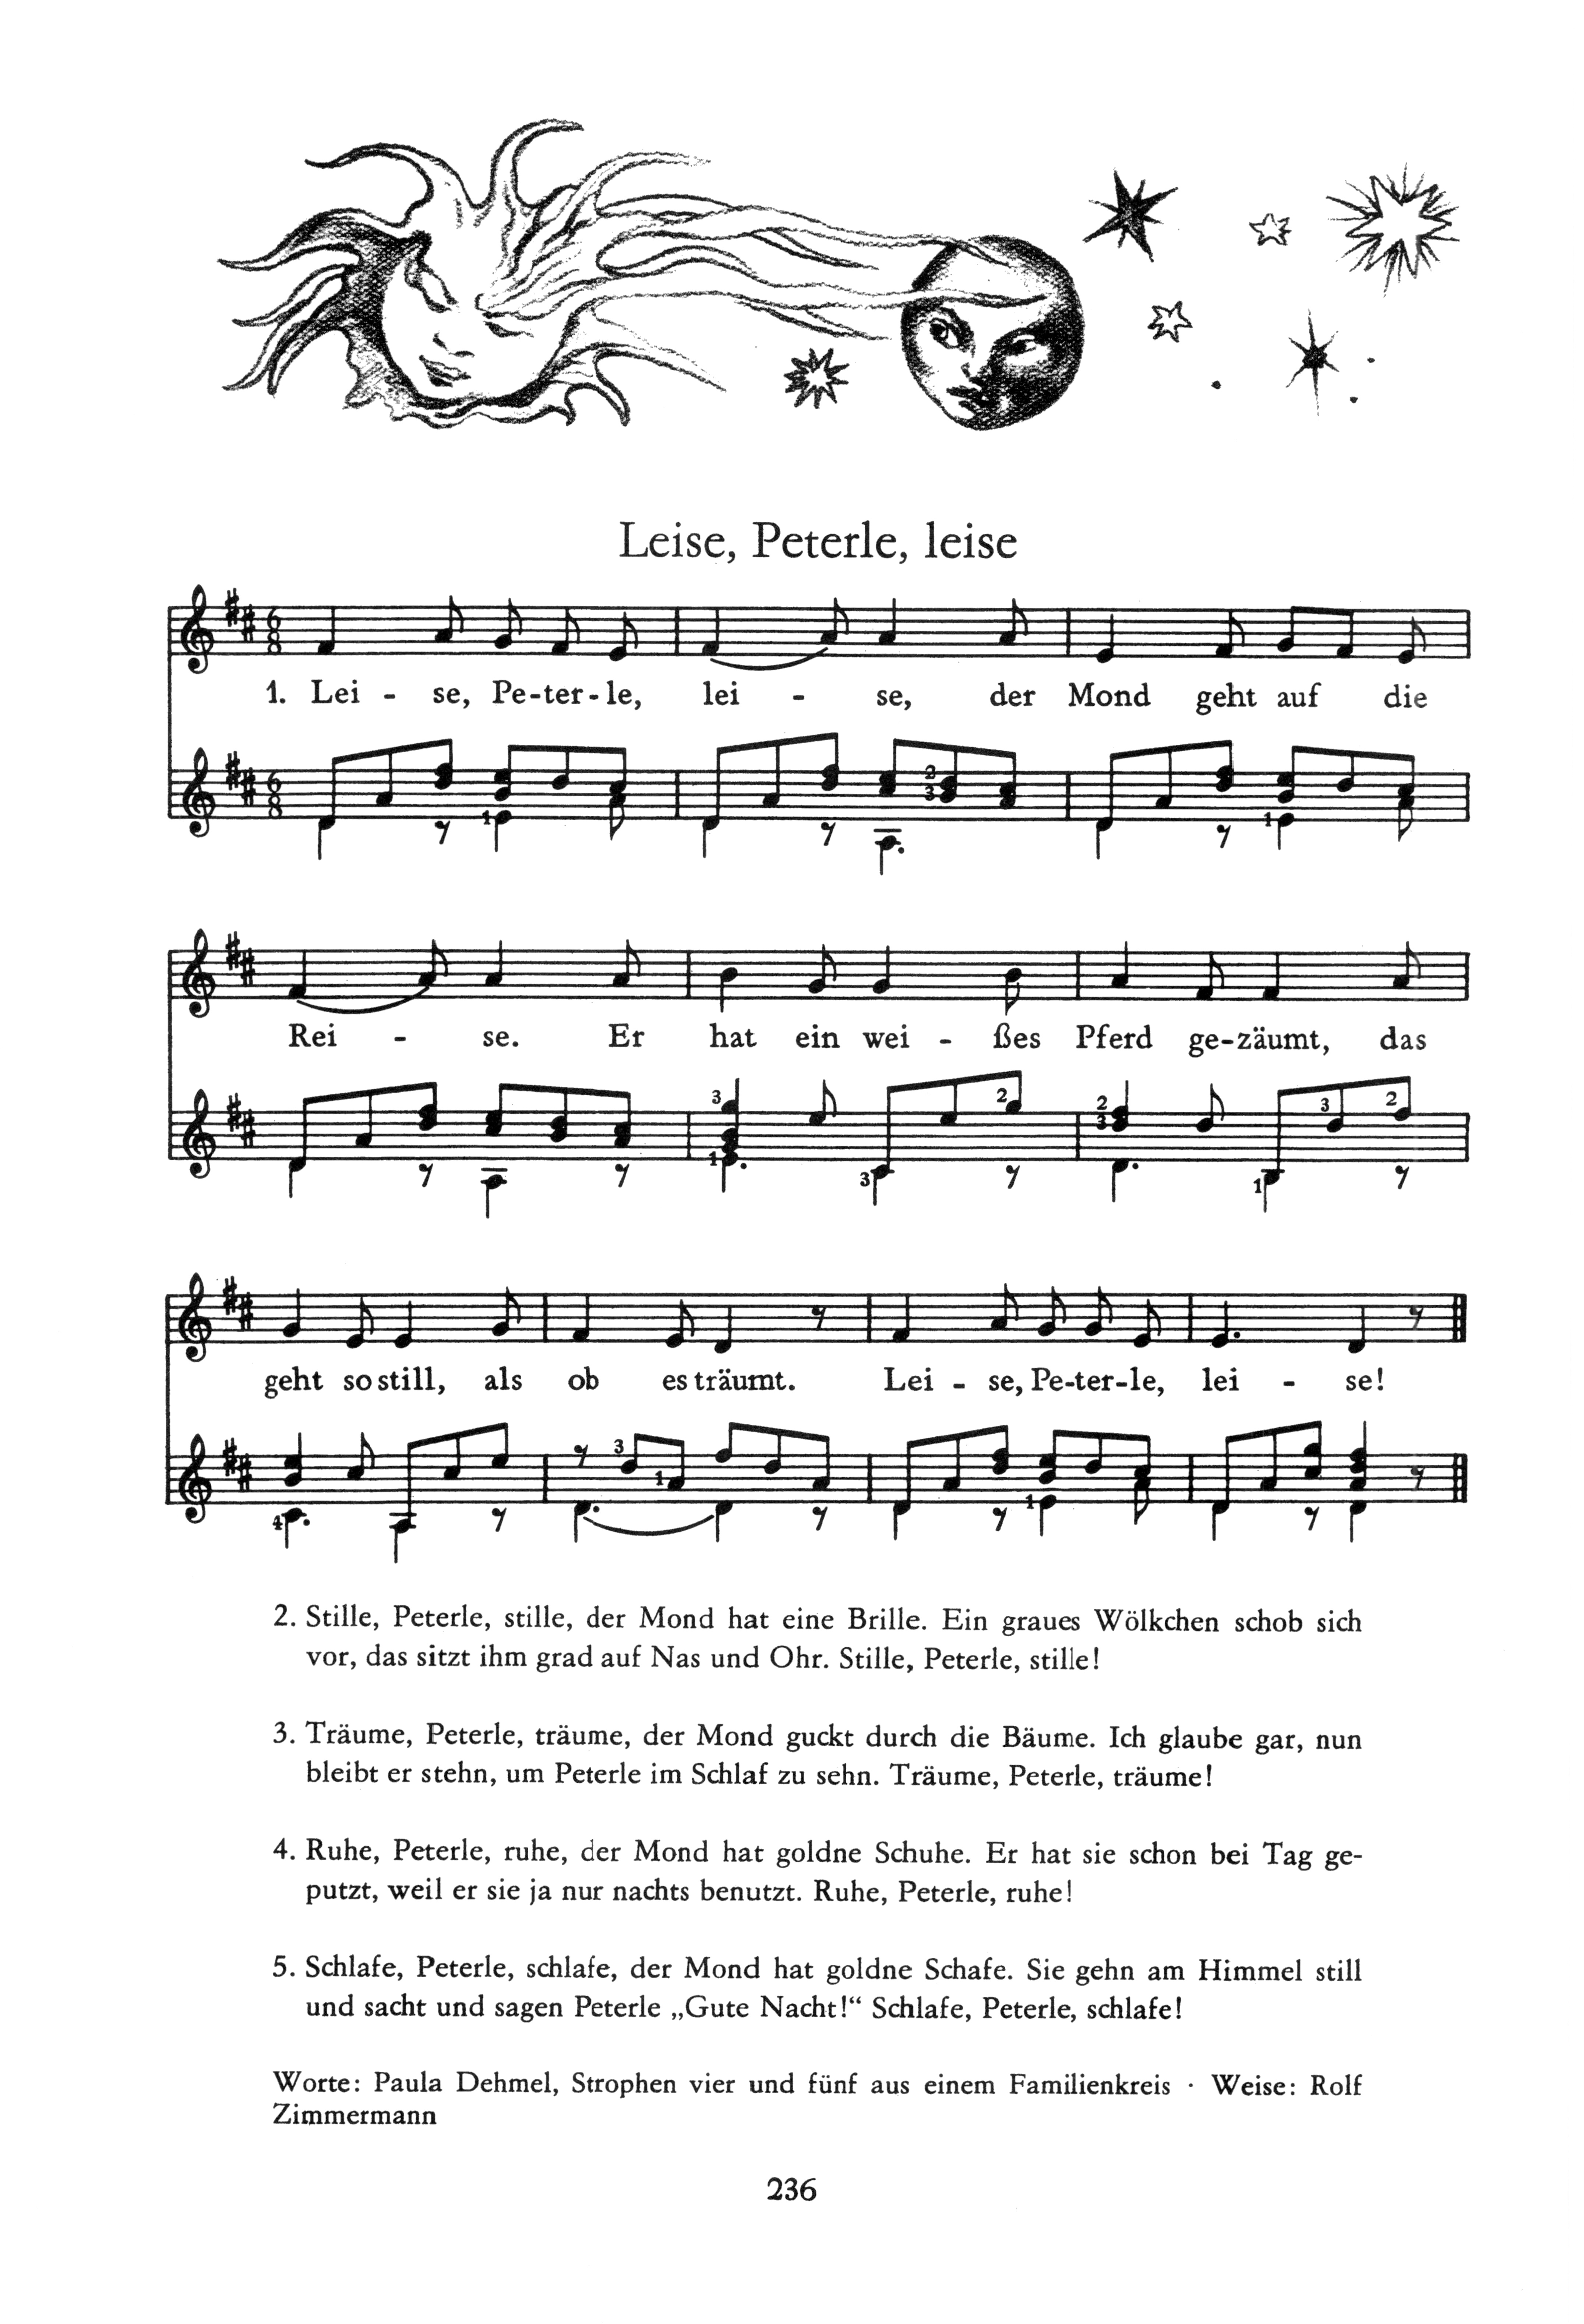 Leise, Peterle, leise
1. Lei - se, Pe-ter-le, lei - se, der Mond geht auf die
Rei - se. Er hat ein wei - ßes Pferd ge-zäumt, das
geht so still, als ob es träumt. Lei - se, Pe-ter-le, lei - se!
2. Stille, Peterle, stille, der Mond hat eine Brille. Ein graues Wölkchen schob sich
vor, das sitzt ihm grad auf Nas und Ohr. Stille, Peterle, stille!
3. Träume, Peterle, träume, der Mond guckt durch die Bäume. Ich glaube gar, nun
bleibt er stehn, um Peterle im Schlaf zu sehn. Träume, Peterle, träume!
4. Ruhe, Peterle, ruhe, der Mond hat goldne Schuhe. Er hat sie schon bei Tag ge-
putzt, weil er sie ja nur nachts benutzt. Ruhe, Peterle, ruhe!
5. Schlafe, Peterle, schlafe, der Mond hat goldne Schafe. Sie gehn am Himmel still
und sacht und sagen Peterle „Gute Nacht!“ Schlafe, Peterle, schlafe!
Worte: Paula Dehmel, Strophen vier und fünf aus einem Familienkreis · Weise: Rolf
Zimmermann
236